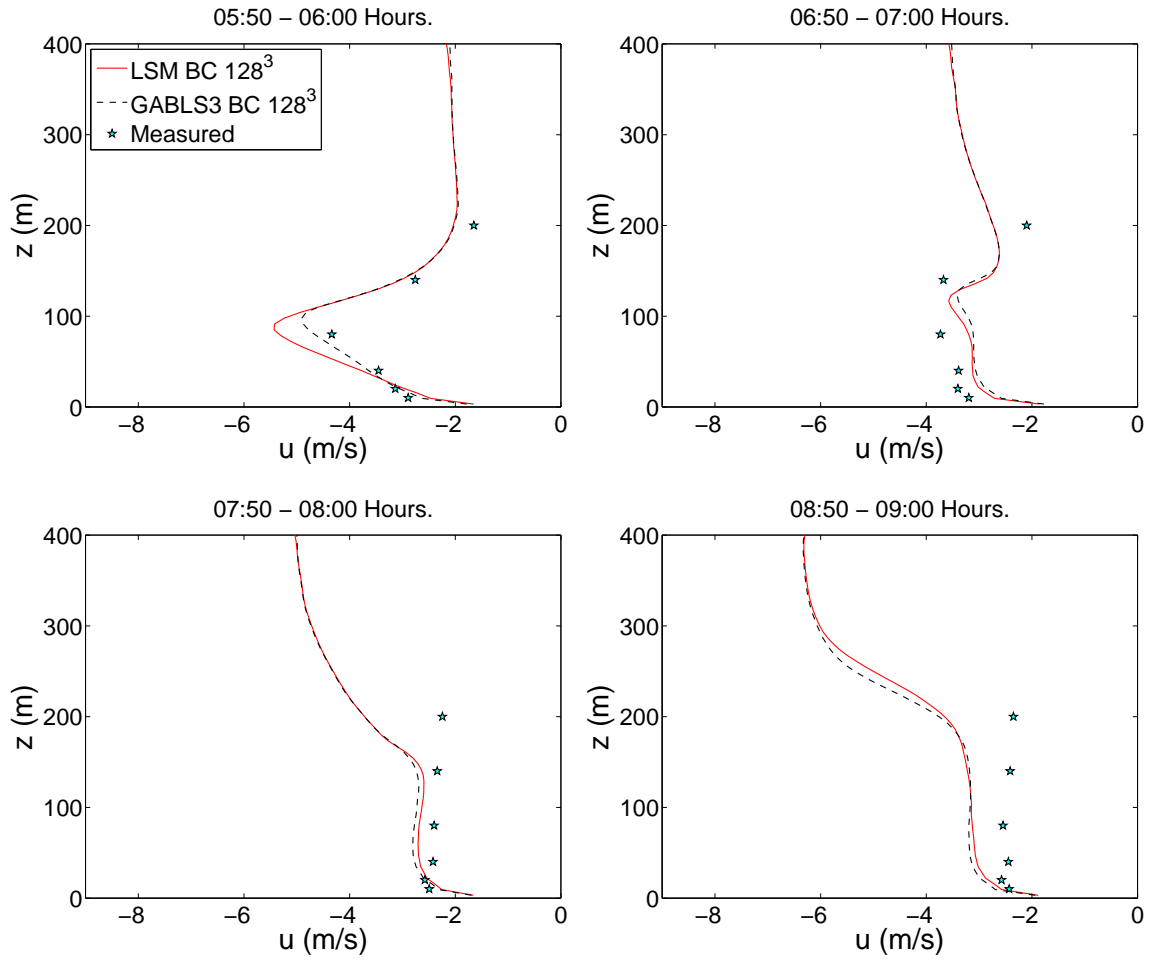 05:50 − 06:00 Hours.
400
300
200
100
0
z (m)
−8 −6 −4 −2 0
u (m/s)
LSM BC 128³
GABLS3 BC 128³
Measured
06:50 − 07:00 Hours.
400
300
200
100
0
z (m)
−8 −6 −4 −2 0
u (m/s)
07:50 − 08:00 Hours.
400
300
200
100
0
z (m)
−8 −6 −4 −2 0
u (m/s)
08:50 − 09:00 Hours.
400
300
200
100
0
z (m)
−8 −6 −4 −2 0
u (m/s)